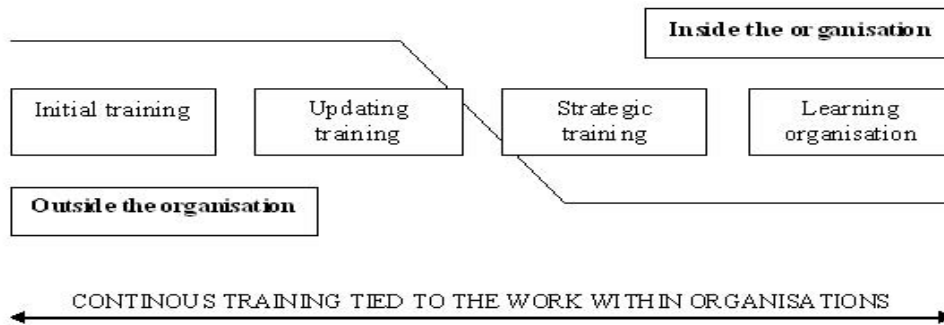 Inside the organisation
Initial training
Updating
training
Strategic
training
Learning
organisation
Outside the organisation
CONTINOUS TRAINING TIED TO THE WORK WITHIN ORGANISATIONS